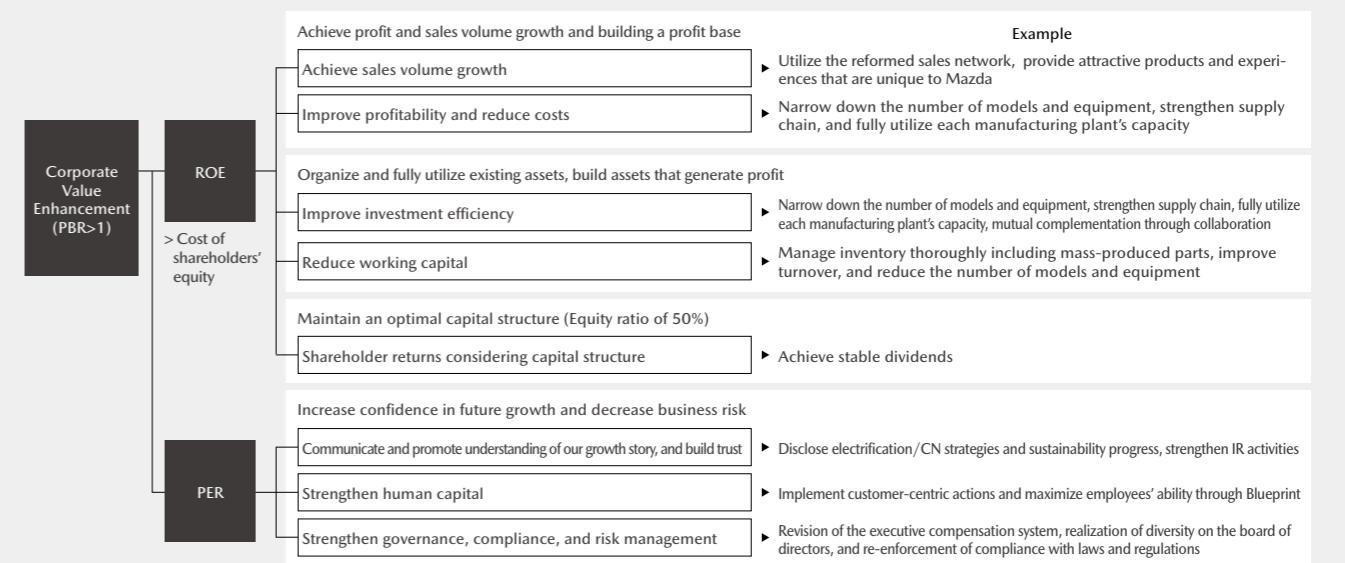 Corporate
Value
Enhancement
(PBR>1)
ROE
> Cost of
shareholders'
equity
Achieve profit and sales volume growth and building a profit base
Example
Achieve sales volume growth
Utilize the reformed sales network, provide attractive products and experi-
ences that are unique to Mazda
Improve profitability and reduce costs
Narrow down the number of models and equipment, strengthen supply
chain, and fully utilize each manufacturing plant's capacity
Organize and fully utilize existing assets, build assets that generate profit
Improve investment efficiency
Narrow down the number of models and equipment, strengthen supply chain, fully utilize
each manufacturing plant's capacity, mutual complementation through collaboration
Reduce working capital
Manage inventory thoroughly including mass-produced parts, improve
turnover, and reduce the number of models and equipment
Maintain an optimal capital structure (Equity ratio of 50%)
Shareholder returns considering capital structure
Achieve stable dividends
PER
Increase confidence in future growth and decrease business risk
Communicate and promote understanding of our growth story, and build trust
Disclose electrification/CN strategies and sustainability progress, strengthen IR activities
Strengthen human capital
Implement customer-centric actions and maximize employees' ability through Blueprint
Strengthen governance, compliance, and risk management
Revision of the executive compensation system, realization of diversity on the board of
directors, and re-enforcement of compliance with laws and regulations